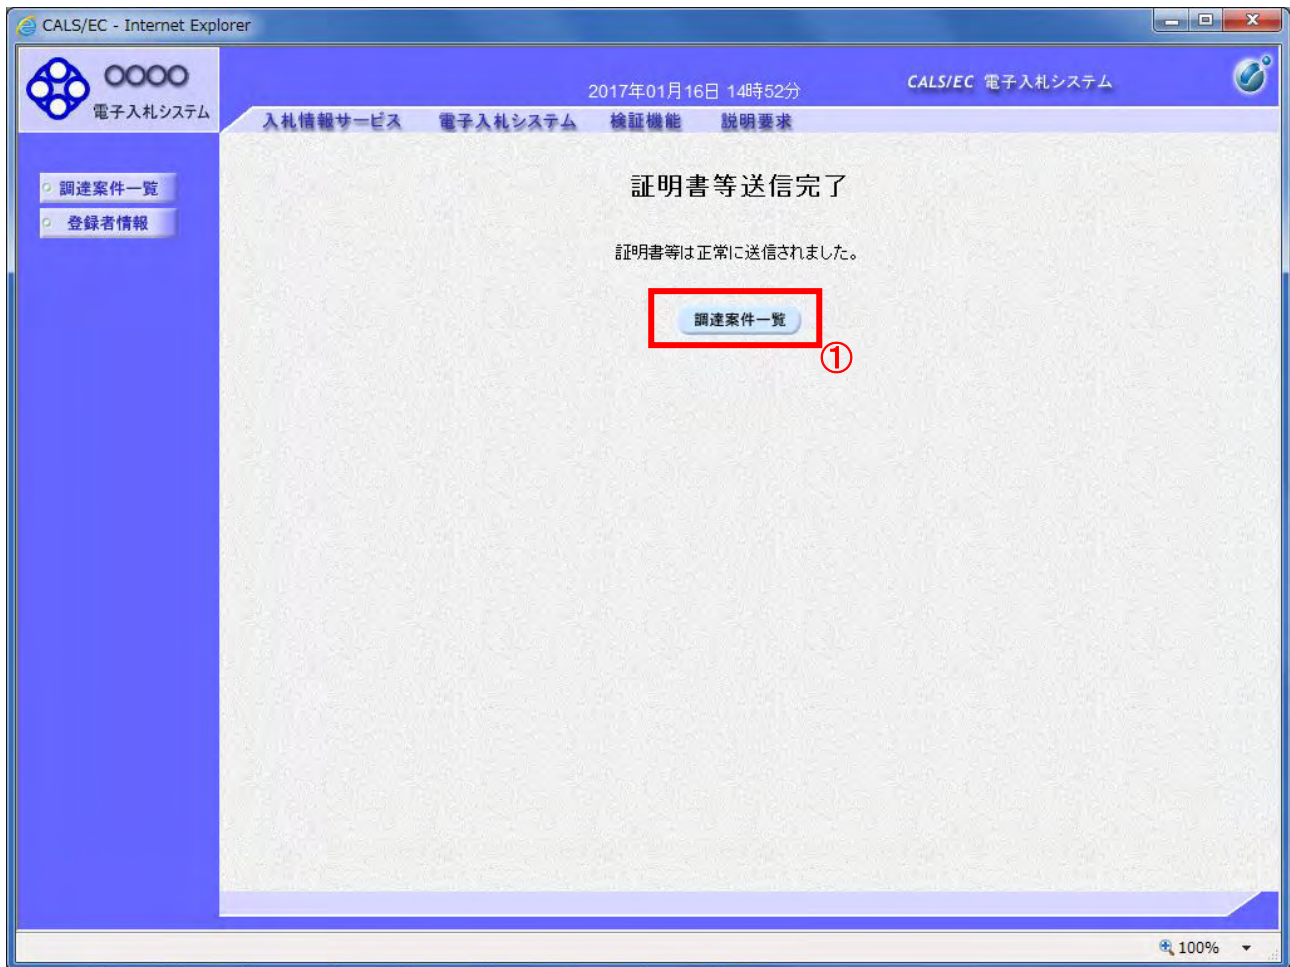 CALS/EC - Internet Explorer
〇〇〇〇
電子入札システム
2017年01月16日 14時52分
CALS/EC 電子入札システム
入札情報サービス 電子入札システム 検証機能 説明要求
調達案件一覧
登録者情報
証明書等送信完了
証明書等は正常に送信されました。
調達案件一覧
①
100%